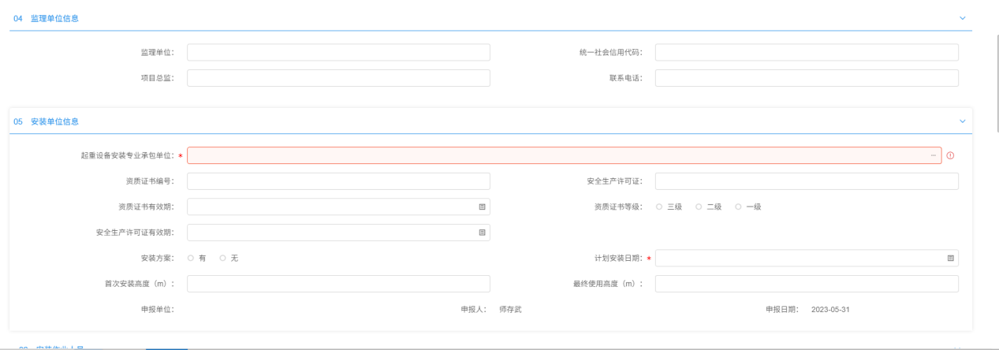 04 监理单位信息
监理单位： 统一社会信用代码：
项目总监： 联系电话：
05 安装单位信息
起重设备安装专业承包单位：*
资质证书编号： 安全生产许可证：
资质证书有效期： 资质证书等级： 三级 二级 一级
安全生产许可证有效期：
安装方案： 有 无 计划安装日期：*
首次安装高度（m）： 最终使用高度（m）：
申报单位： 申报人： 师存武 申报日期： 2023-05-31